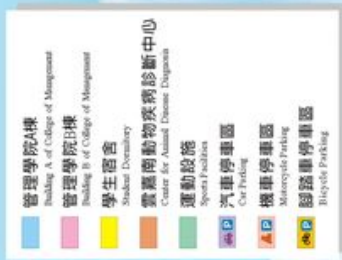 管理學院A棟
Building A of College of Management
管理學院B棟
Building B of College of Management
學生宿舍
Student Dormitory
雲嘉南動物疾病診斷中心
Center for Animal Disease Diagnosis
運動設施
Sports Facilities
汽車停車區
Car Parking
P
機車停車區
Motorcycle Parking
P
腳踏車停車區
Bicycle Parking
P